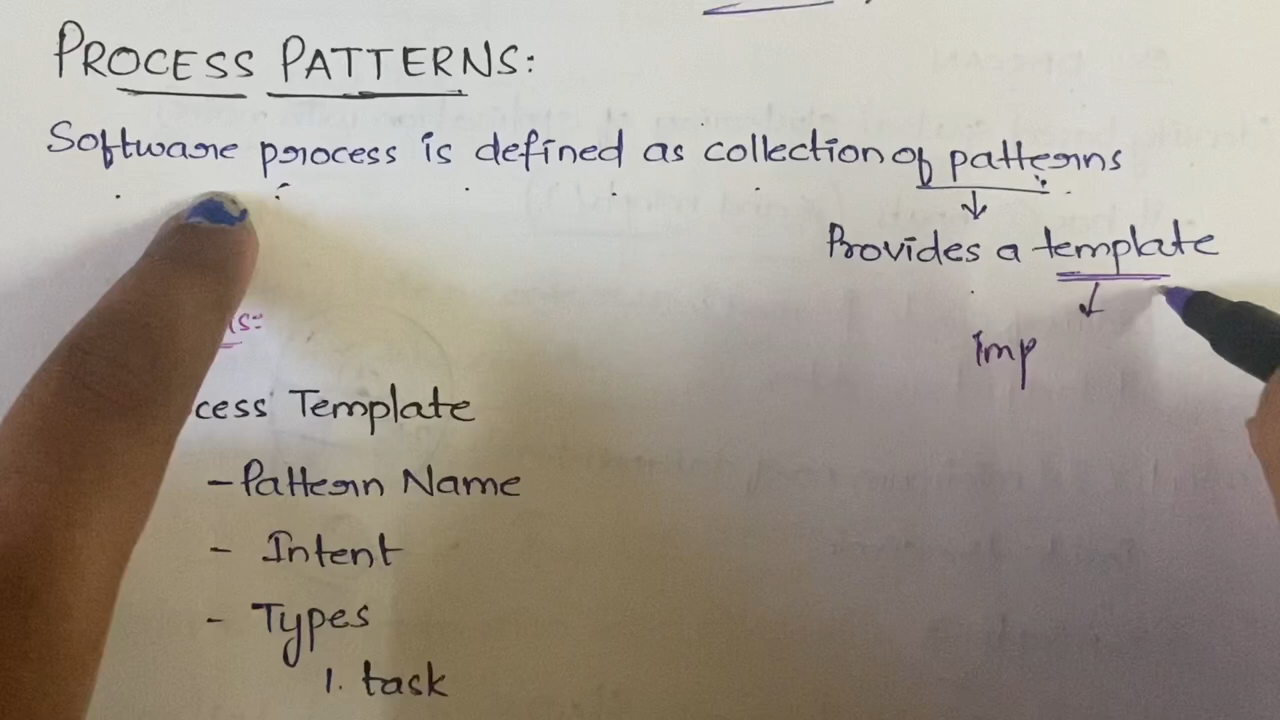 PROCESS PATTERNS:
Software process is defined as collection of patterns
↓
Provides a template
↓
Imp
cess Template
- Pattern Name
- Intent
- Types
1. task